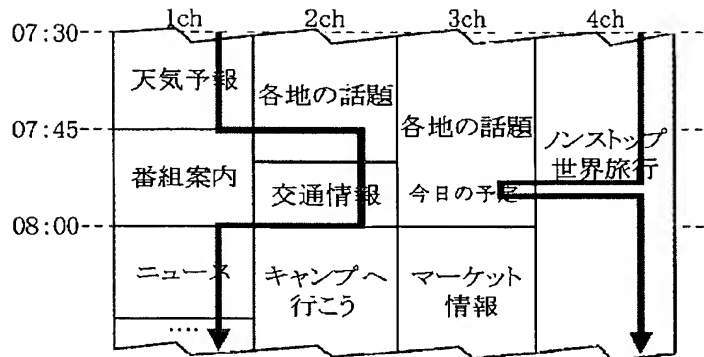 1ch 2ch 3ch 4ch
07:30
天気予報
各地の話題
各地の話題
07:45
ノンストップ
世界旅行
番組案内
交通情報
今日の予定
08:00
ニュース
キャンプへ
行こう
マーケット
情報
‥‥